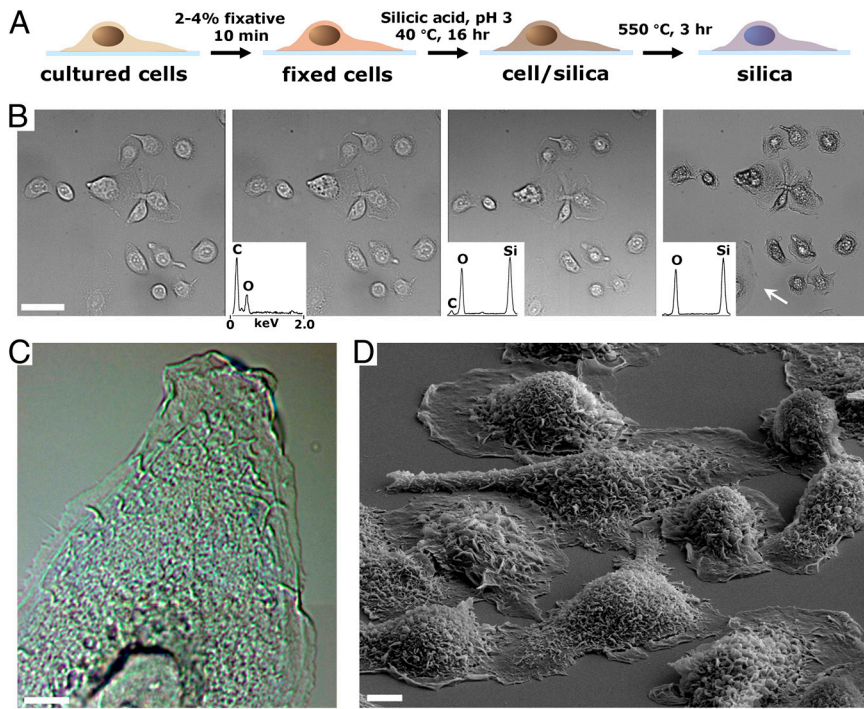 A
2-4% fixative
10 min
Silicic acid, pH 3
40 °C, 16 hr
550 °C, 3 hr
cultured cells
fixed cells
cell/silica
silica
B
C
O
0 keV 2.0
C
O
Si
O
Si
C
D